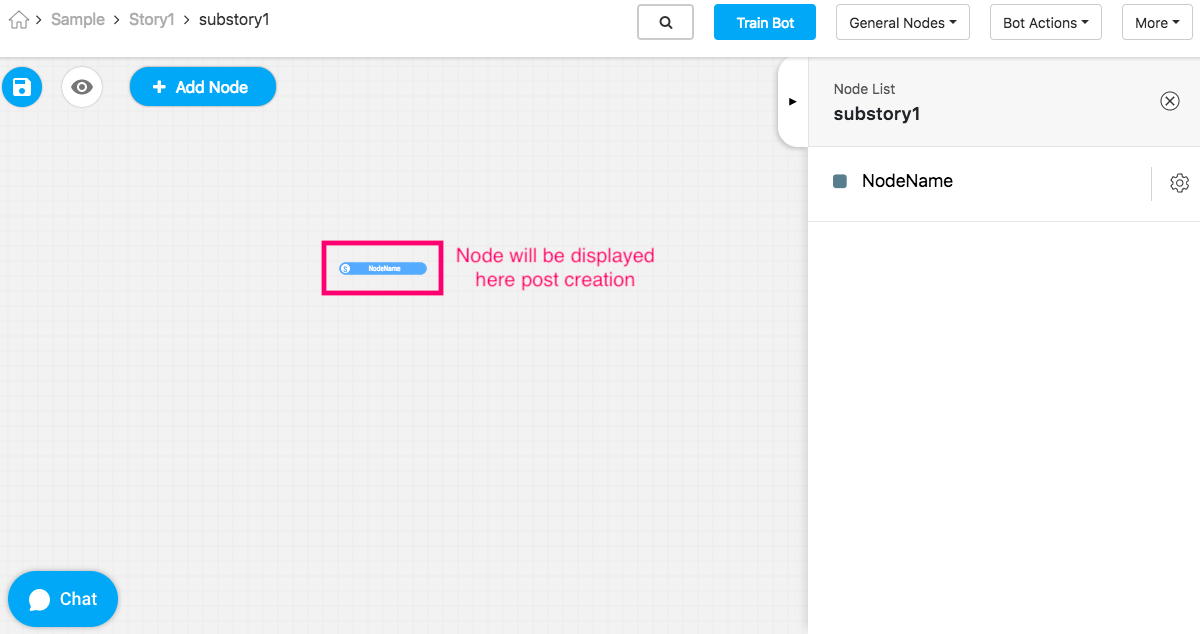 Sample > Story1 > substory1
Train Bot
General Nodes
Bot Actions
More
Add Node
Node List
substory1
NodeName
S NodeName
Node will be displayed
here post creation
Chat